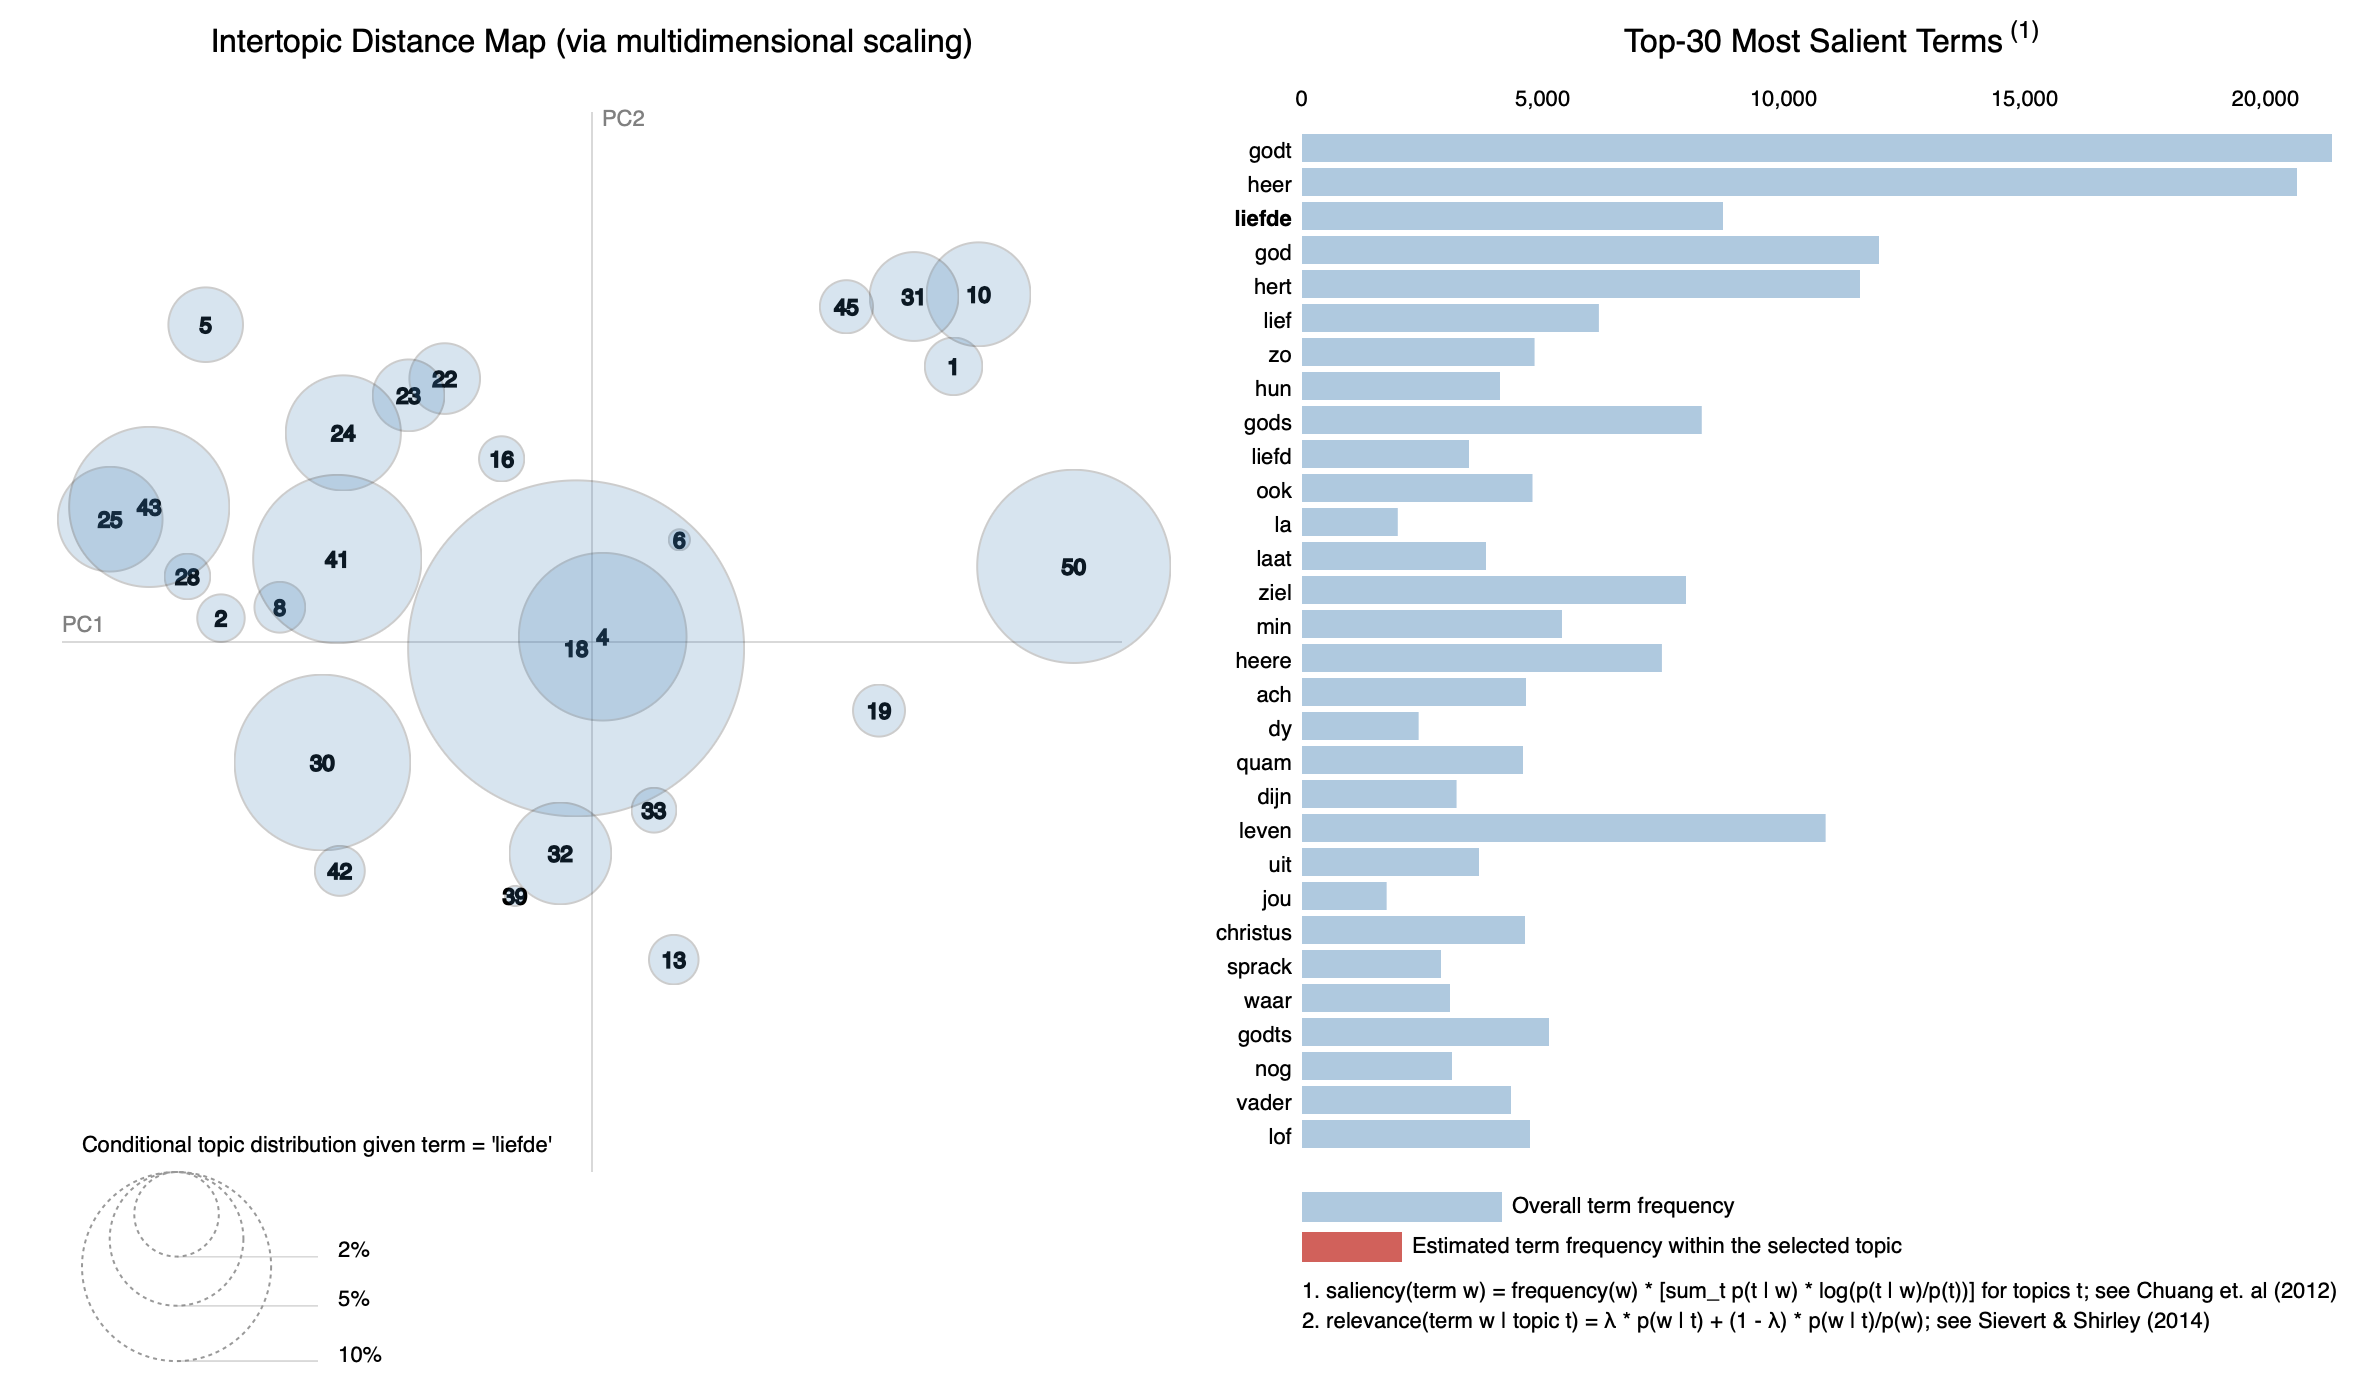 Intertopic Distance Map (via multidimensional scaling)
PC2
PC1
5
45
31
10
1
22
23
24
16
43
25
41
6
50
28
8
2
4
18
19
30
33
32
42
39
13
Conditional topic distribution given term = 'liefde'
2%
5%
10%
Top-30 Most Salient Terms (1)
0 5,000 10,000 15,000 20,000
godt
heer
liefde
god
hert
lief
zo
hun
gods
liefd
ook
la
laat
ziel
min
heere
ach
dy
quam
dijn
leven
uit
jou
christus
sprack
waar
godts
nog
vader
lof
Overall term frequency
Estimated term frequency within the selected topic
1. saliency(term w) = frequency(w) * [sum_t p(t | w) * log(p(t | w)/p(t))] for topics t; see Chuang et. al (2012)
2. relevance(term w | topic t) = λ * p(w | t) + (1 - λ) * p(w | t)/p(w); see Sievert & Shirley (2014)